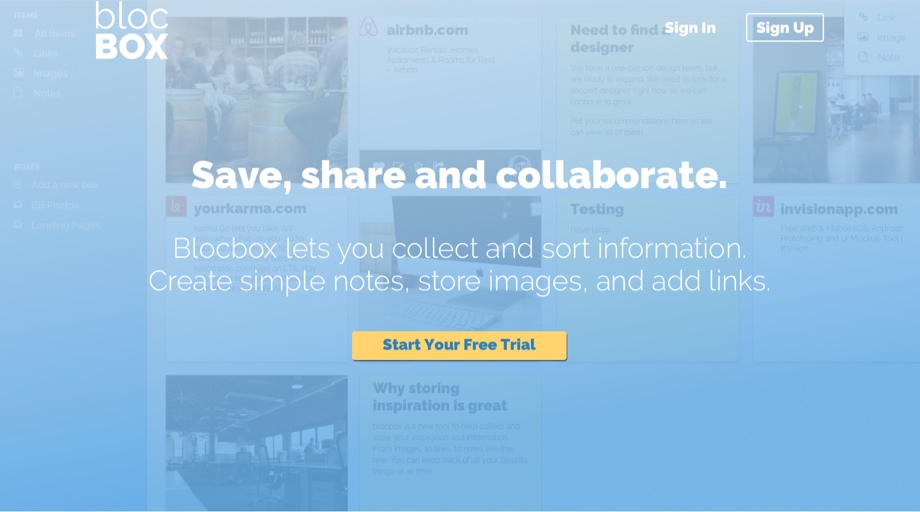 bloc
BOX
Sign In
Sign Up
ITEMS
All Items
Links
Images
Notes
BOXES
Add a new box
BB Photos
Landing Pages
Link
Image
Note
airbnb.com
Vacation Rentals, Homes,
Apartments & Rooms for Rent
- Airbnb
Need to find a
designer
We have a one-person design team, but
are ready to expand. We need to look for a
second designer right now, so we can
continue to grow.
Put your recommendations here so we
can view all of them.
Save, share and collaborate.
yourkarma.com
Karma Go lets you take WiFi
Testing
invisionapp.com
Free Web & Mobile (iOS, Android)
Prototyping and UI Mockup Tool |
InVision
Blocbox lets you collect and sort information.
Create simple notes, store images, and add links.
Start Your Free Trial
Why storing
inspiration is great
blocbox is a new tool to help collect and
store your inspiration and information.
From images, to links, to notes like this
one. You can keep track of all your favorite
things at all time.